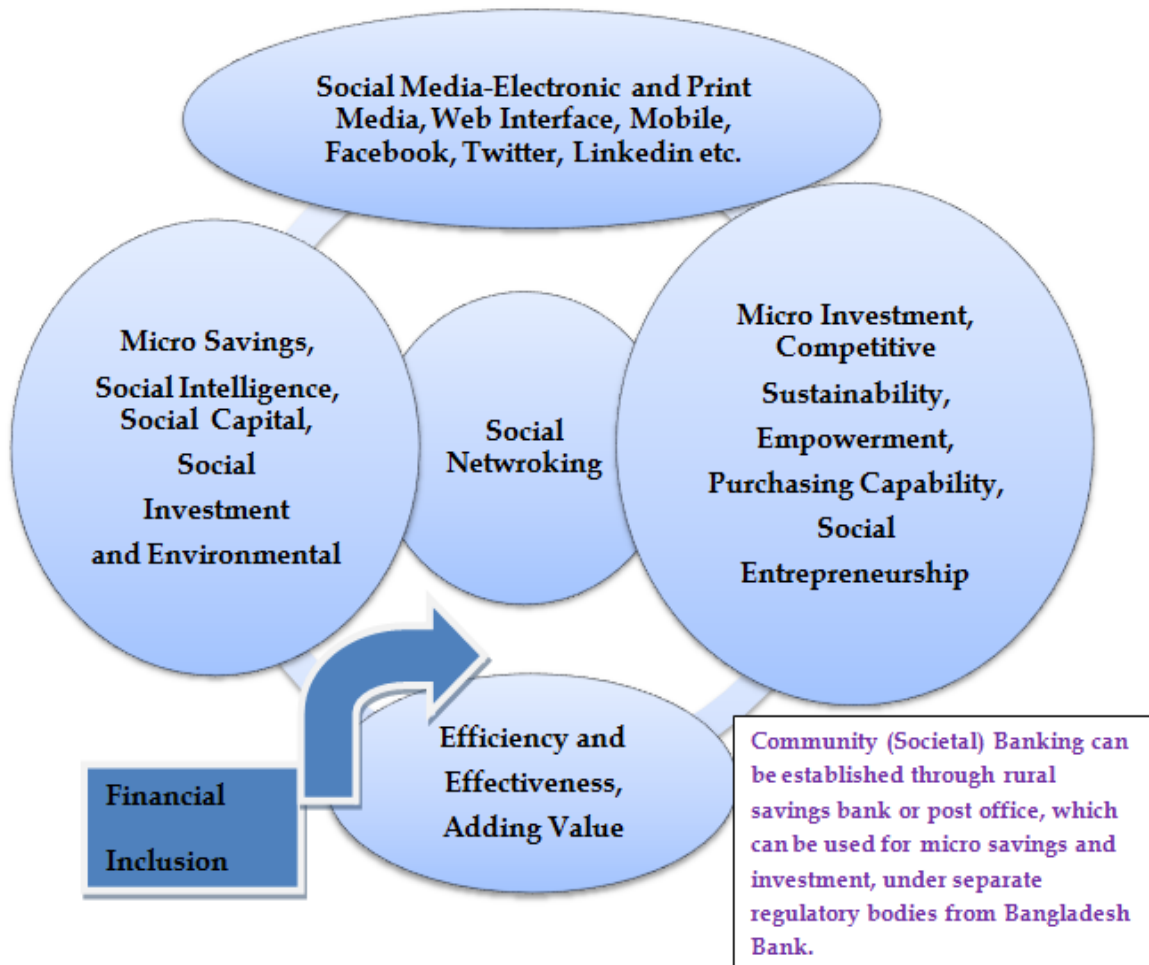 Social Media-Electronic and Print
Media, Web Interface, Mobile,
Facebook, Twitter, Linkedin etc.
Micro Savings,
Social Intelligence,
Social Capital,
Social
Investment
and Environmental
Social
Netwroking
Micro Investment,
Competitive
Sustainability,
Empowerment,
Purchasing Capability,
Social
Entrepreneurship
Efficiency and
Effectiveness,
Adding Value
Financial
Inclusion
Community (Societal) Banking can
be established through rural
savings bank or post office, which
can be used for micro savings and
investment, under separate
regulatory bodies from Bangladesh
Bank.